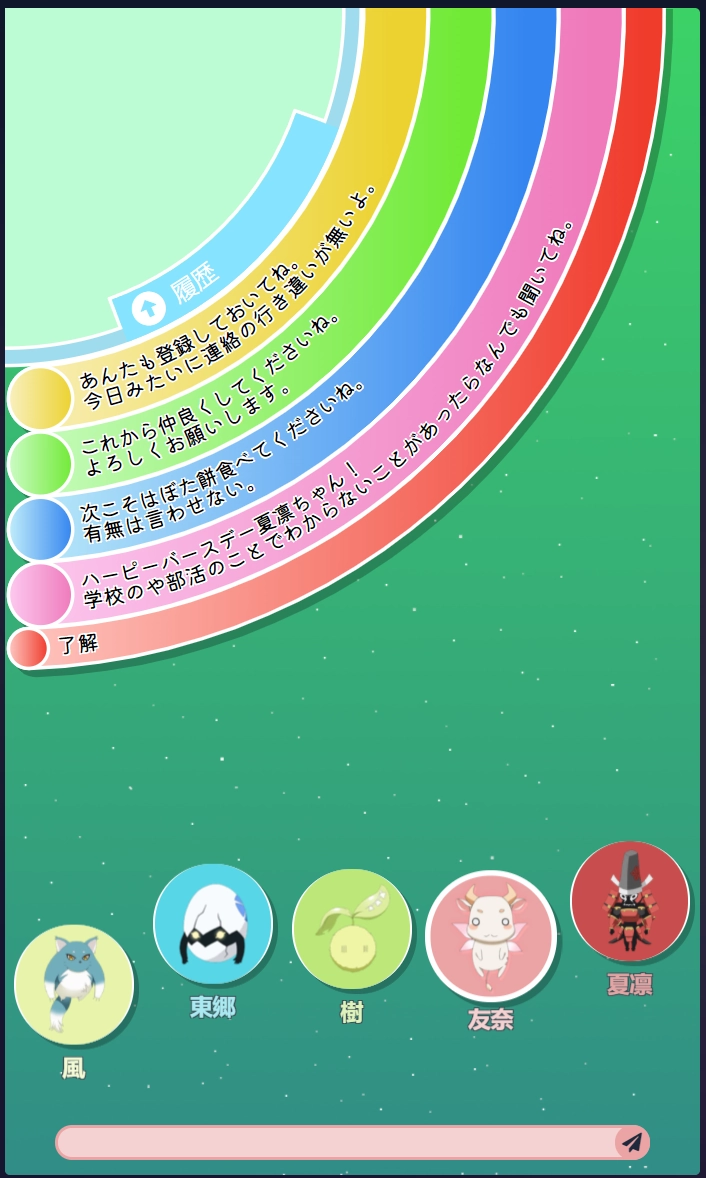 履歴
あんたも登録しておいてね。
今日みたいに連絡の行き違いが無いよ。
これから仲良くしてくださいね。
よろしくお願いします。
次こそはぼた餅食べてくださいね。
有無は言わせない。
ハーピーバースデー夏凛ちゃん！
学校のや部活のことでわからないことがあったらなんでも聞いてね。
了解
風
東郷
樹
友奈
夏凛